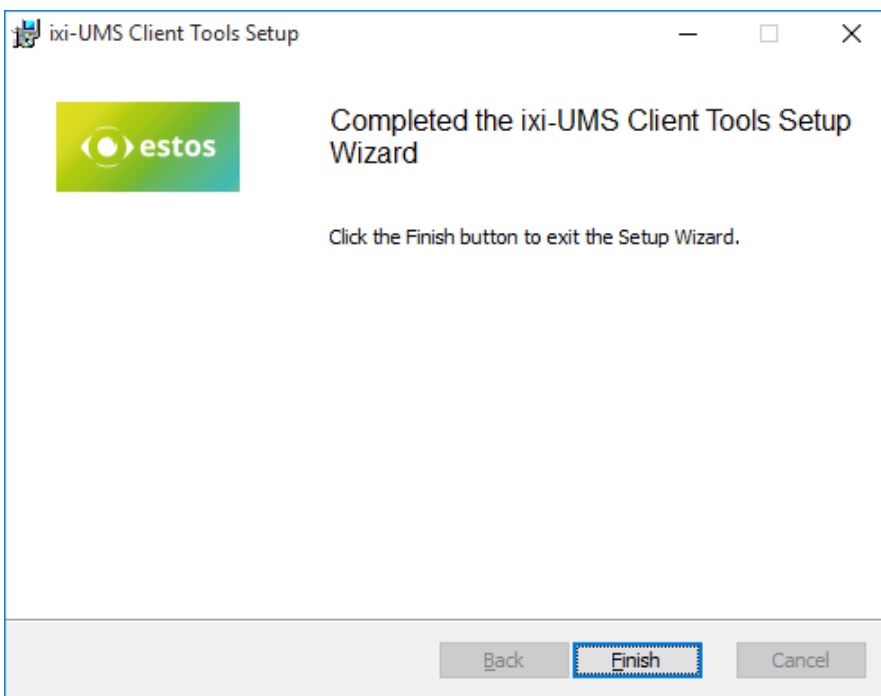 ixi-UMS Client Tools Setup
estos
Completed the ixi-UMS Client Tools Setup
Wizard
Click the Finish button to exit the Setup Wizard.
Back Finish Cancel